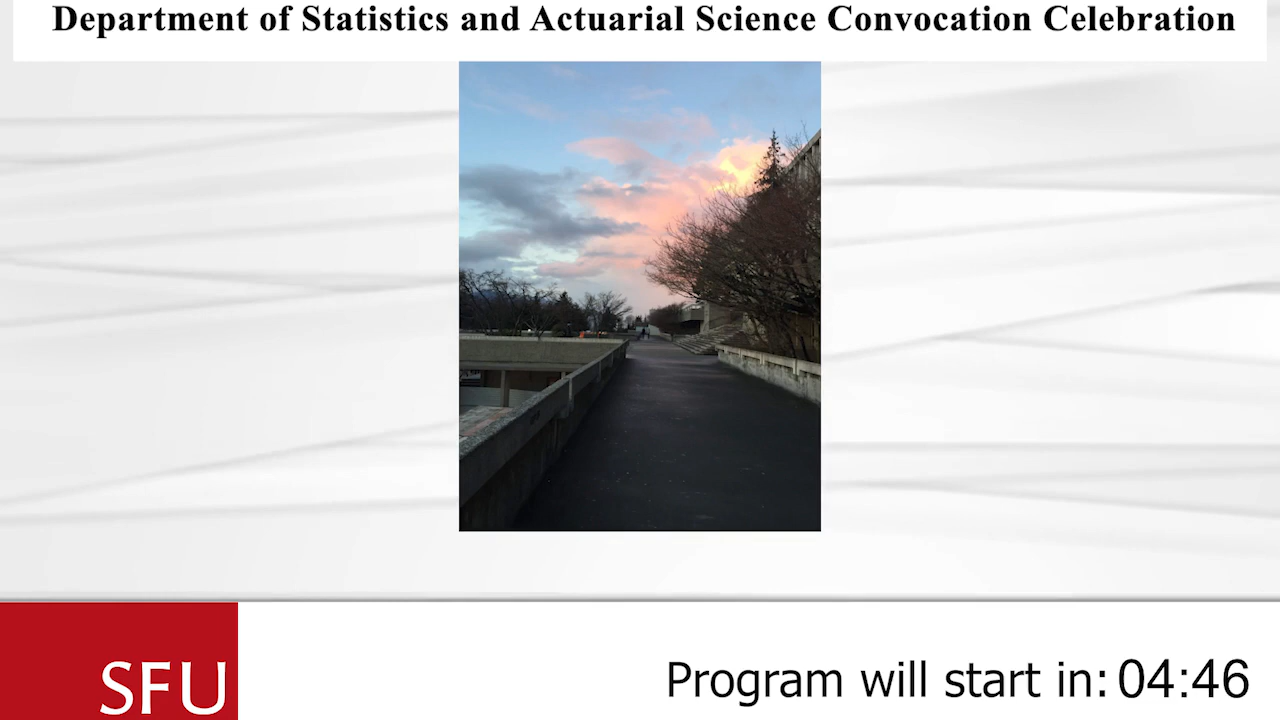 Department of Statistics and Actuarial Science Convocation Celebration
SFU
Program will start in: 04:46